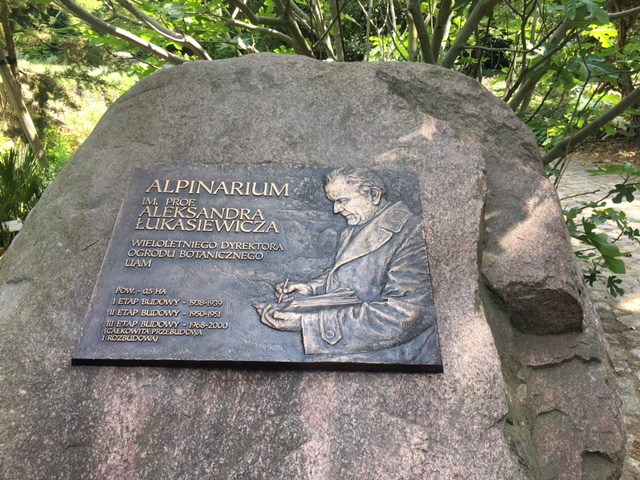 ALPINARIUM
IM. PROF.
ALEKSANDRA
ŁUKASIEWICZA
WIELOLETNIEGO DYREKTORA
OGRODU BOTANICZNEGO
UAM
POW. - 0,5 HA
I ETAP BUDOWY - 1938-1939
II ETAP BUDOWY - 1950-1951
III ETAP BUDOWY - 1968-2000
(CAŁKOWITA PRZEBUDOWA
I ROZBUDOWA)